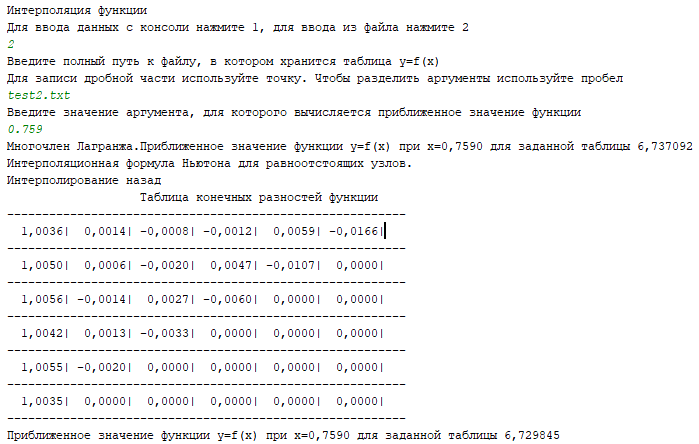 Интерполяция функции
Для ввода данных с консоли нажмите 1, для ввода из файла нажмите 2
2
Введите полный путь к файлу, в котором хранится таблица y=f(x)
Для записи дробной части используйте точку. Чтобы разделить аргументы используйте пробел
test2.txt
Введите значение аргумента, для которого вычисляется приближенное значение функции
0.759
Многочлен Лагранжа.Приближенное значение функции y=f(x) при x=0,7590 для заданной таблицы 6,737092
Интерполяционная формула Ньютона для равноотстоящих узлов.
Интерполирование назад
Таблица конечных разностей функции
---------------------------------------------------------
1,0036| 0,0014| -0,0008| -0,0012| 0,0059| -0,0166|
---------------------------------------------------------
1,0050| 0,0006| -0,0020| 0,0047| -0,0107| 0,0000|
---------------------------------------------------------
1,0056| -0,0014| 0,0027| -0,0060| 0,0000| 0,0000|
---------------------------------------------------------
1,0042| 0,0013| -0,0033| 0,0000| 0,0000| 0,0000|
---------------------------------------------------------
1,0055| -0,0020| 0,0000| 0,0000| 0,0000| 0,0000|
---------------------------------------------------------
1,0035| 0,0000| 0,0000| 0,0000| 0,0000| 0,0000|
---------------------------------------------------------
Приближенное значение функции y=f(x) при x=0,7590 для заданной таблицы 6,729845